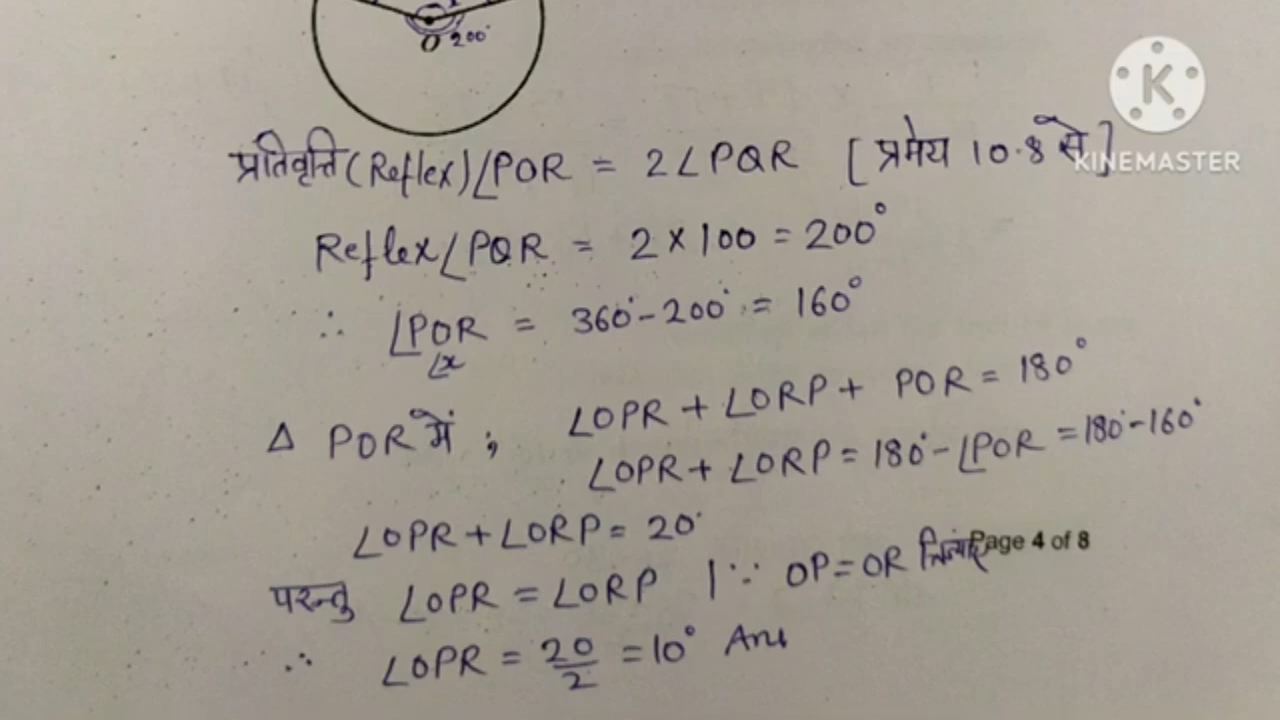 O 200°
प्रतिवृत्ति (Reflex) ∠POR = 2∠PQR [प्रमेय 10.8 से]
K
KINEMASTER
Reflex ∠PQR = 2 × 100 = 200°
∴ ∠POR = 360° - 200° = 160°
∠x
Δ POR में ; ∠OPR + ∠ORP + POR = 180°
∠OPR + ∠ORP = 180° - ∠POR = 180° - 160°
∠OPR + ∠ORP = 20°
Page 4 of 8
परन्तु ∠OPR = ∠ORP | ∵ OP = OR
∴ ∠OPR = 20/2 = 10° Ans